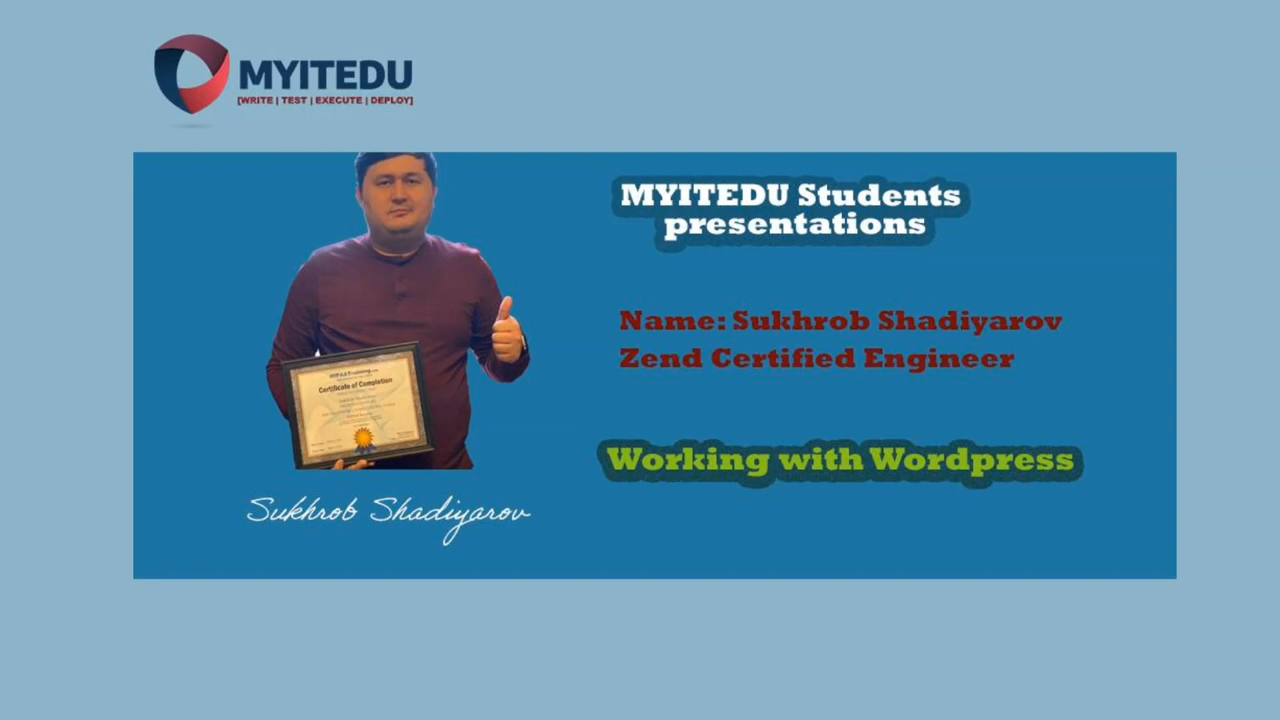 MYITEDU
[WRITE | TEST | EXECUTE | DEPLOY]
MYITEDU Students
presentations
Name: Sukhrob Shadiyarov
Zend Certified Engineer
Certificate of Completion
Working with Wordpress
Sukhrob Shadiyarov